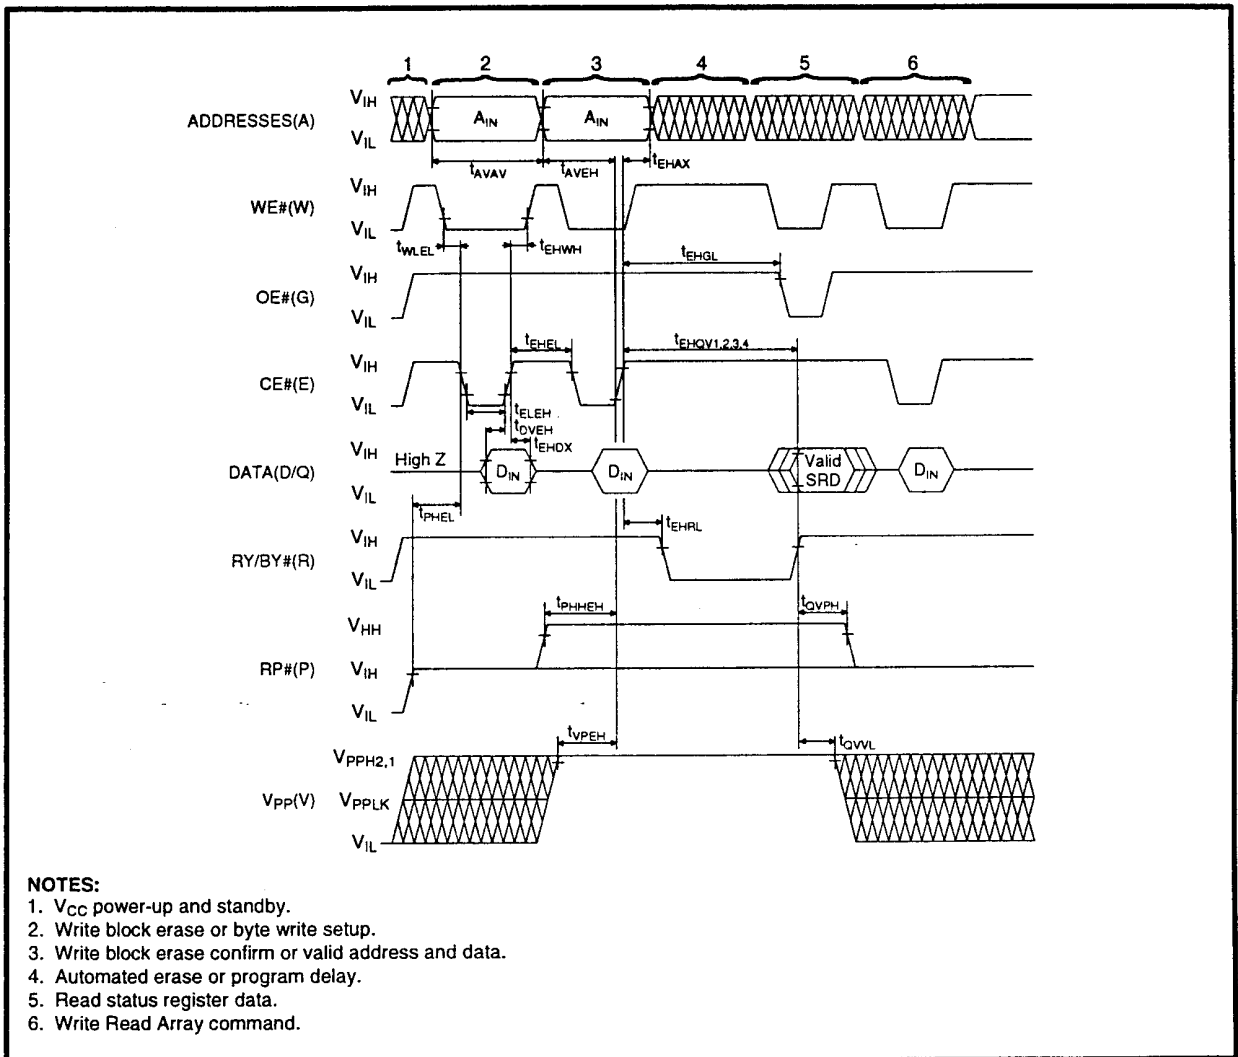 1 2 3 4 5 6
ADDRESSES(A) VIH VIL AIN AIN
tAVAV tAVEH tEHAX
WE#(W) VIH VIL
tWLEL tEHWH tEHGL
OE#(G) VIH VIL
tEHEL tEHQV1,2,3,4
CE#(E) VIH VIL
tELEH
tDVEH
tEHDX
DATA(D/Q) VIH VIL High Z DIN DIN Valid SRD DIN
tPHEL tEHRL
RY/BY#(R) VIH VIL
tPHHEH tQVPH
RP#(P) VHH VIH VIL
tVPEH tQVVL
VPP(V) VPPH2,1 VPPLK VIL
NOTES:
1. VCC power-up and standby.
2. Write block erase or byte write setup.
3. Write block erase confirm or valid address and data.
4. Automated erase or program delay.
5. Read status register data.
6. Write Read Array command.